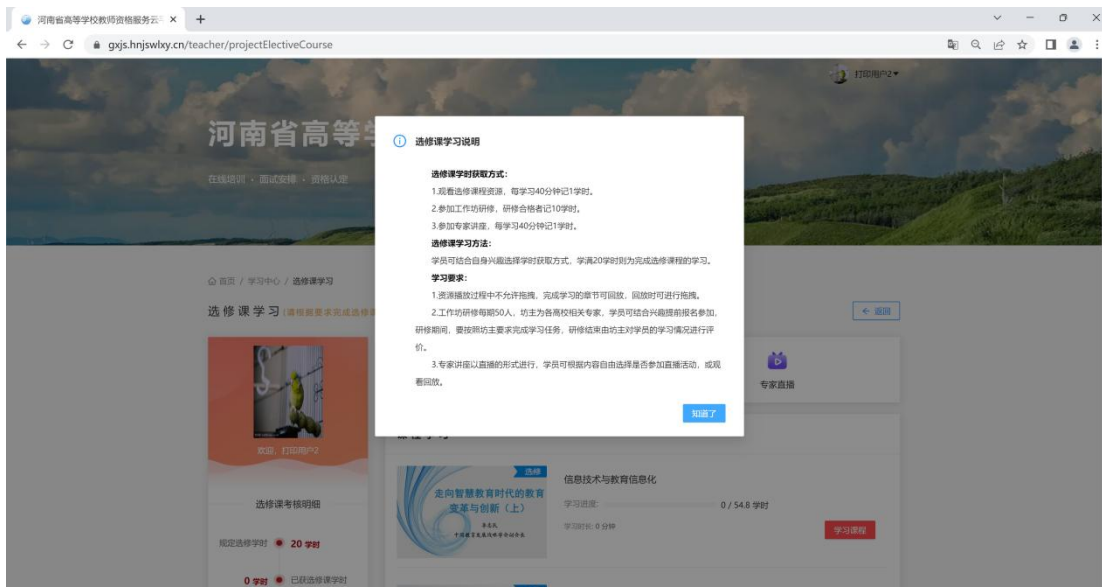 河南省高等学校教师资格服务云
gxjs.hnjswlxy.cn/teacher/projectElectiveCourse
打印用户2
河南省高等学
在线培训 · 面试安排 · 资格认定
选修课学习说明
选修课学时获取方式：
1.观看选修课程资源，每学习40分钟记1学时。
2.参加工作坊研修，研修合格者记10学时。
3.参加专家讲座，每学习40分钟记1学时。
选修课学习方法：
学员可结合自身兴趣选择学时获取方式，学满20学时则为完成选修课程的学习。
学习要求：
1.资源播放过程中不允许拖拽，完成学习的章节可回放，回放时可进行拖拽。
2.工作坊研修每期50人，坊主为各高校相关专家，学员可结合兴趣提前报名参加，
研修期间，要按照坊主要求完成学习任务，研修结束由坊主对学员的学习情况进行评
价。
3.专家讲座以直播的形式进行，学员可根据内容自由选择是否参加直播活动，或观
看回放。
知道了
首页 / 学习中心 / 选修课学习
选修课学习(请根据要求完成选修
返回
专家直播
欢迎，打印用户2
选修课考核明细
规定选修学时 20 学时
0 学时 已获选修课学时
选修
走向智慧教育时代的教育
变革与创新（上）
信息技术与教育信息化
学习进度： 0 / 54.8 学时
学习时长: 0 分钟
学习课程